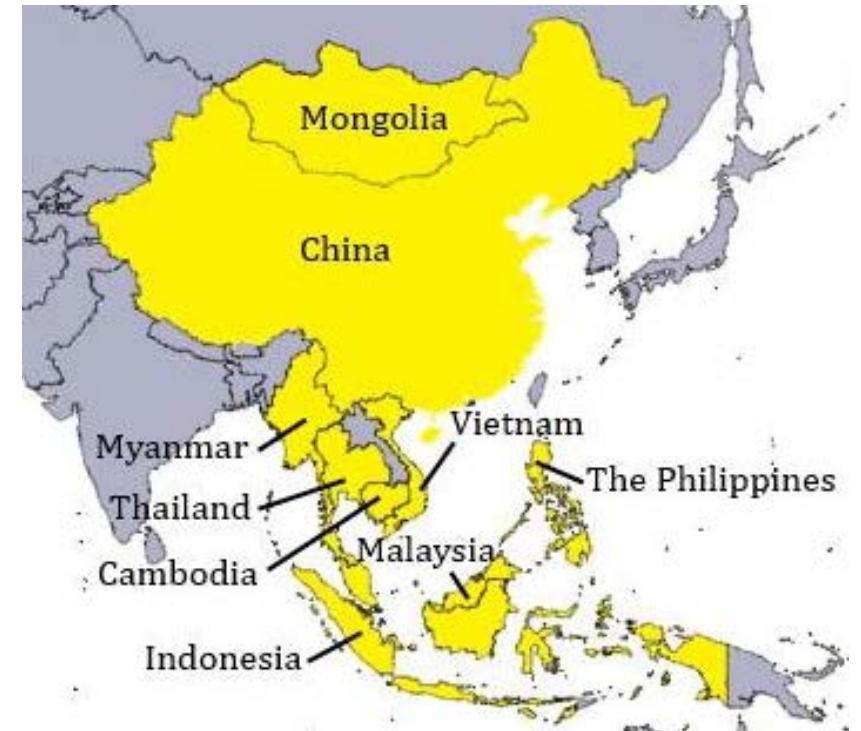 Mongolia
China
Vietnam
Myanmar
The Philippines
Thailand
Malaysia
Cambodia
Indonesia